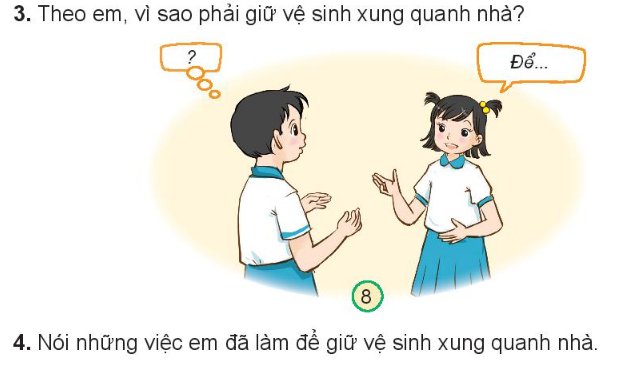 3. Theo em, vì sao phải giữ vệ sinh xung quanh nhà?
?
Để...
8
4. Nói những việc em đã làm để giữ vệ sinh xung quanh nhà.